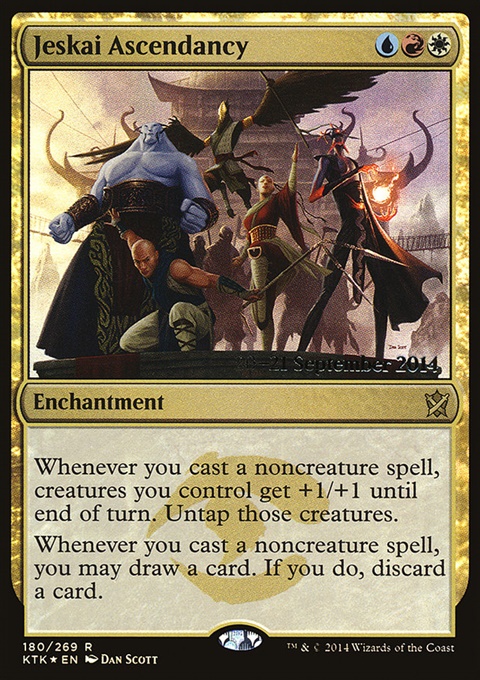 Jeskai Ascendancy
21 September 2014
Enchantment
Whenever you cast a noncreature spell,
creatures you control get +1/+1 until
end of turn. Untap those creatures.
Whenever you cast a noncreature spell,
you may draw a card. If you do, discard
a card.
180/269 R
KTK★EN Dan Scott
™ & © 2014 Wizards of the Coast